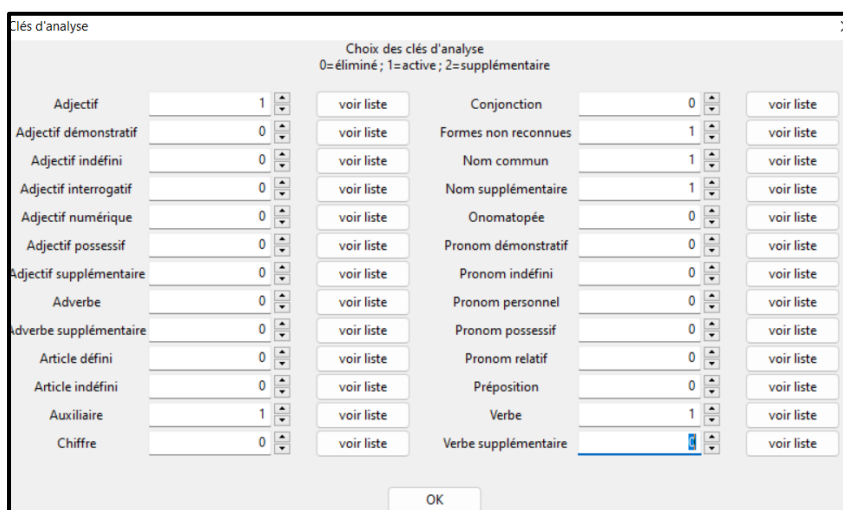 Clés d'analyse
Choix des clés d'analyse
0=éliminé ; 1=active ; 2=supplémentaire
Adjectif 1 voir liste Conjonction 0 voir liste
Adjectif démonstratif 0 voir liste Formes non reconnues 1 voir liste
Adjectif indéfini 0 voir liste Nom commun 1 voir liste
Adjectif interrogatif 0 voir liste Nom supplémentaire 1 voir liste
Adjectif numérique 0 voir liste Onomatopée 0 voir liste
Adjectif possessif 0 voir liste Pronom démonstratif 0 voir liste
Adjectif supplémentaire 0 voir liste Pronom indéfini 0 voir liste
Adverbe 0 voir liste Pronom personnel 0 voir liste
Adverbe supplémentaire 0 voir liste Pronom possessif 0 voir liste
Article défini 0 voir liste Pronom relatif 0 voir liste
Article indéfini 0 voir liste Préposition 0 voir liste
Auxiliaire 1 voir liste Verbe 1 voir liste
Chiffre 0 voir liste Verbe supplémentaire 0 voir liste
OK